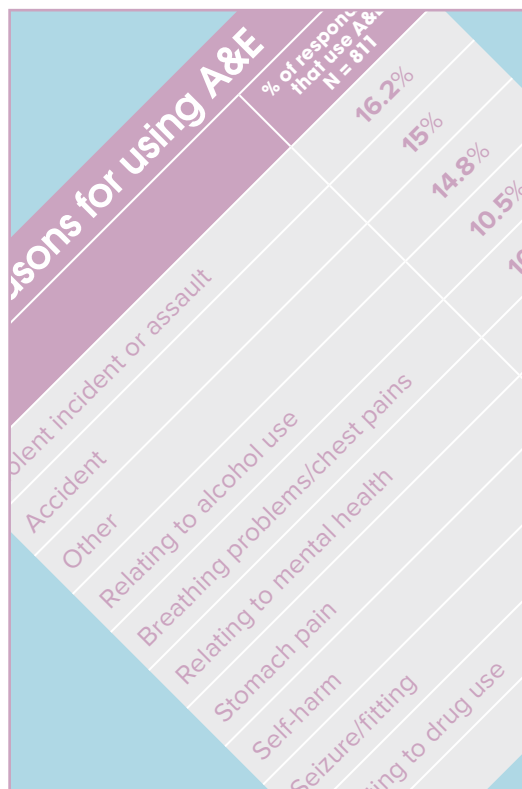 asons for using A&E
% of respon
that use A&E
N = 811
olent incident or assault 16.2%
Accident 15%
Other 14.8%
Relating to alcohol use 10.5%
Breathing problems/chest pains
Relating to mental health
Stomach pain
Self-harm
Seizure/fitting
ing to drug use